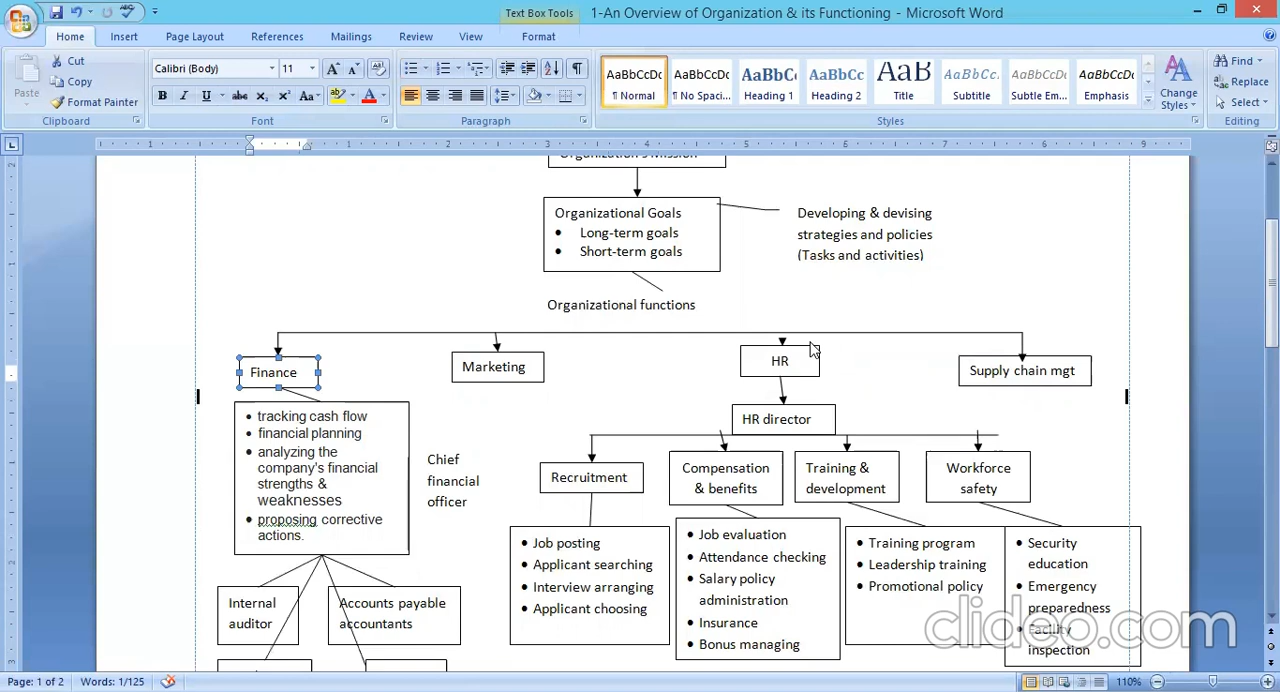 Text Box Tools
1-An Overview of Organization & its Functioning - Microsoft Word
Home
Insert
Page Layout
References
Mailings
Review
View
Format
Paste
Cut
Copy
Format Painter
Clipboard
Calibri (Body)
11
Font
Paragraph
AaBbCcDc
¶ Normal
AaBbCcDc
¶ No Spaci...
AaBbC
Heading 1
AaBbCc
Heading 2
AaB
Title
AaBbCc.
Subtitle
AaBbCcDc
Subtle Em...
AaBbCcDc
Emphasis
Change
Styles
Styles
Find
Replace
Select
Editing
Organization's Mission
Organizational Goals
• Long-term goals
• Short-term goals
Developing & devising
strategies and policies
(Tasks and activities)
Organizational functions
Finance
Marketing
HR
Supply chain mgt
• tracking cash flow
• financial planning
• analyzing the
company's financial
strengths &
weaknesses
• proposing corrective
actions.
Chief
financial
officer
HR director
Recruitment
Compensation
& benefits
Training &
development
Workforce
safety
• Job posting
• Applicant searching
• Interview arranging
• Applicant choosing
• Job evaluation
• Attendance checking
• Salary policy
administration
• Insurance
• Bonus managing
• Training program
• Leadership training
• Promotional policy
• Security
education
• Emergency
preparedness
• Facility
inspection
Internal
auditor
Accounts payable
accountants
clideo.com
Page: 1 of 2
Words: 1/125
110%